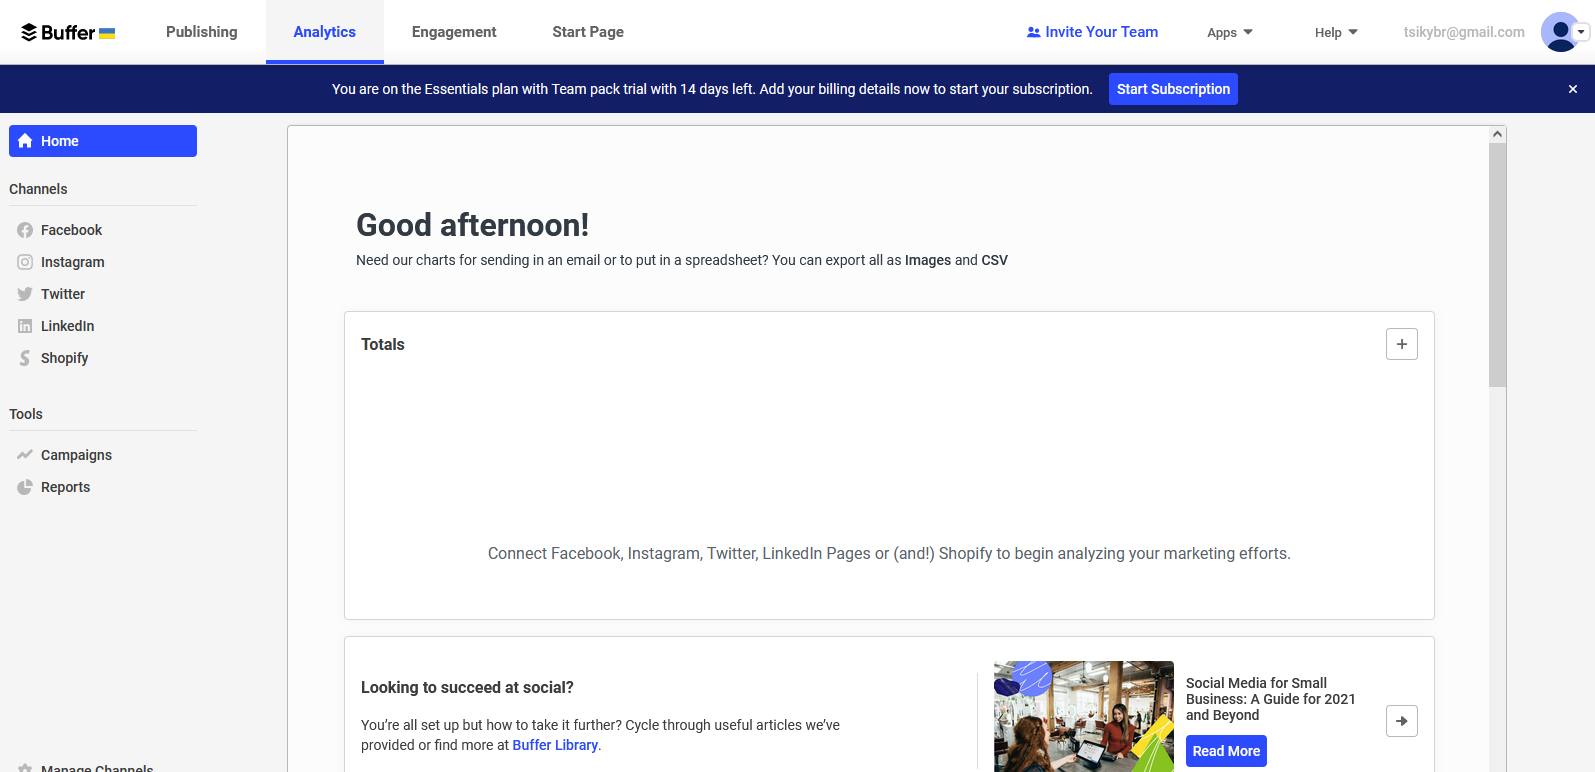 Buffer
Publishing
Analytics
Engagement
Start Page
Invite Your Team
Apps
Help
tsikybr@gmail.com
You are on the Essentials plan with Team pack trial with 14 days left. Add your billing details now to start your subscription.
Start Subscription
Home
Channels
Facebook
Instagram
Twitter
LinkedIn
Shopify
Tools
Campaigns
Reports
Manage Channels
Good afternoon!
Need our charts for sending in an email or to put in a spreadsheet? You can export all as Images and CSV
Totals
Connect Facebook, Instagram, Twitter, LinkedIn Pages or (and!) Shopify to begin analyzing your marketing efforts.
Looking to succeed at social?
You’re all set up but how to take it further? Cycle through useful articles we’ve
provided or find more at Buffer Library.
Social Media for Small
Business: A Guide for 2021
and Beyond
Read More